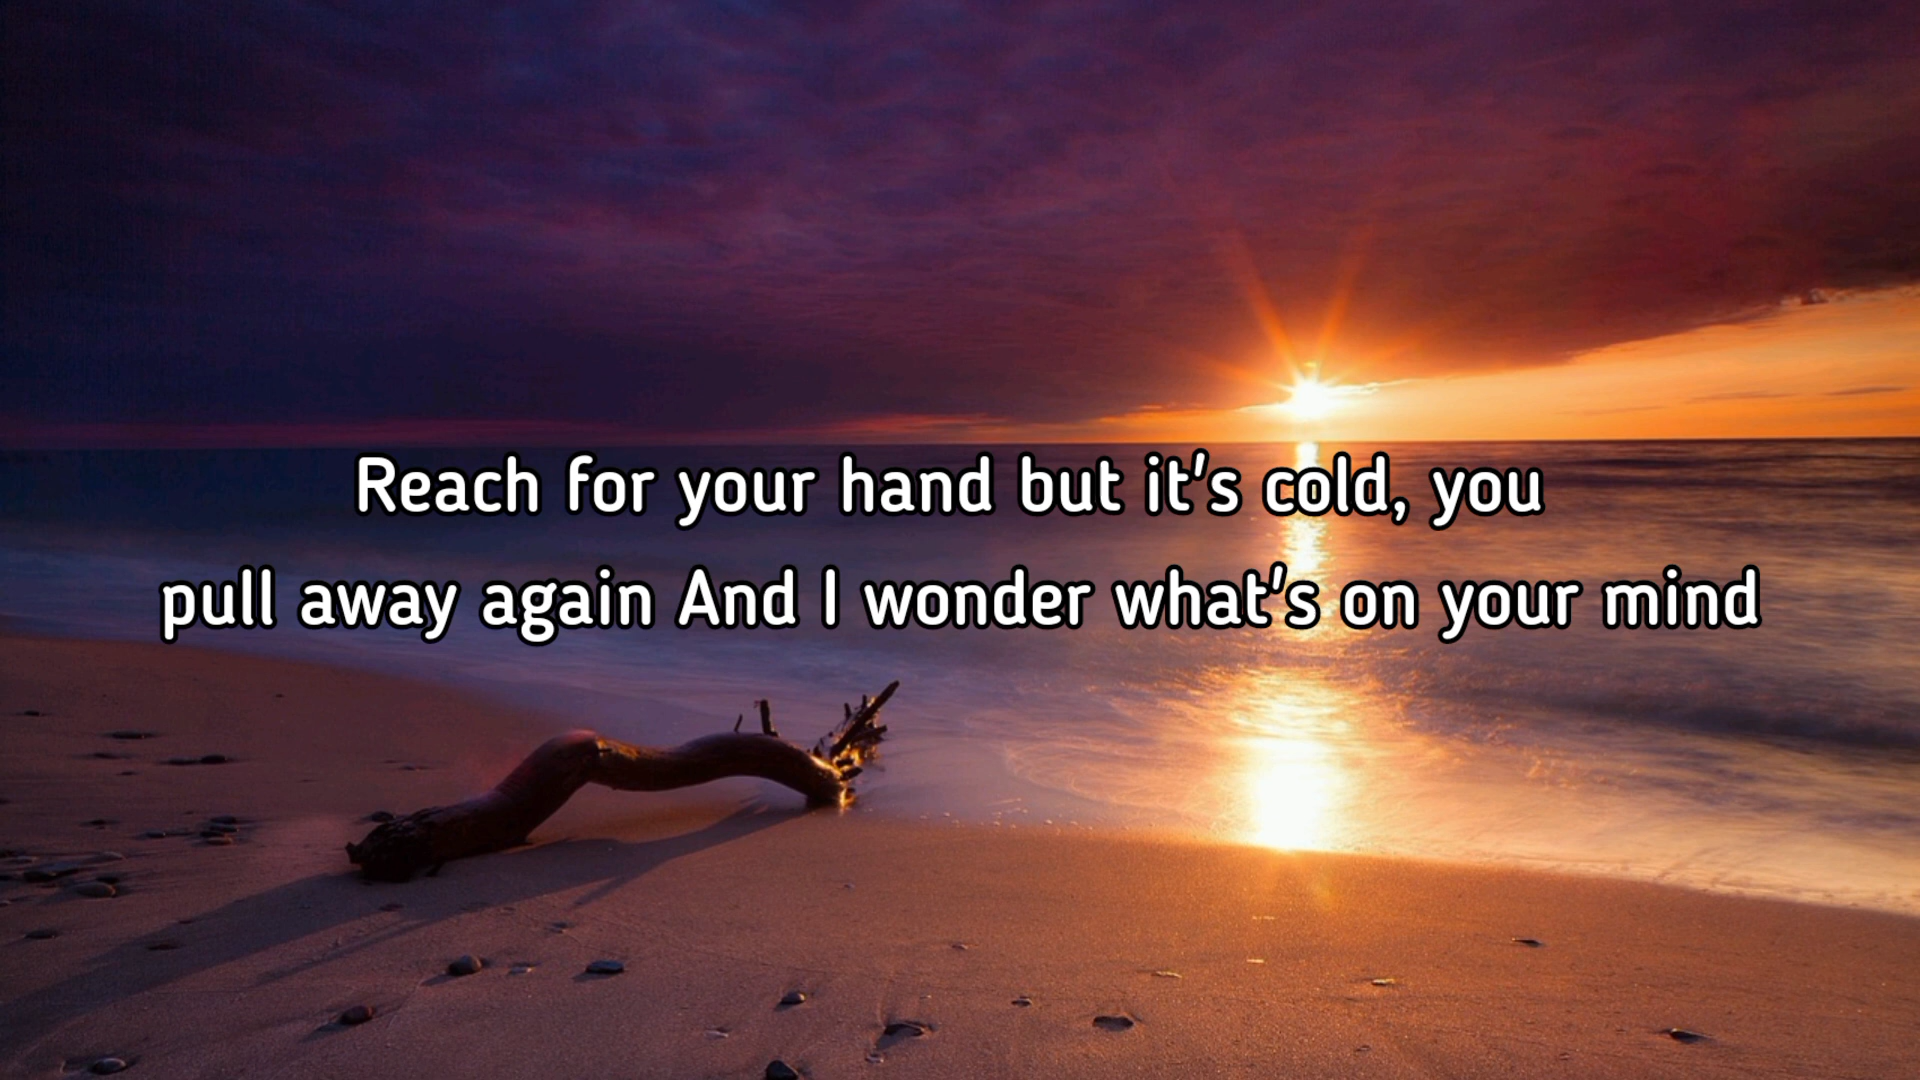 Reach for your hand but it's cold, you
pull away again And I wonder what's on your mind